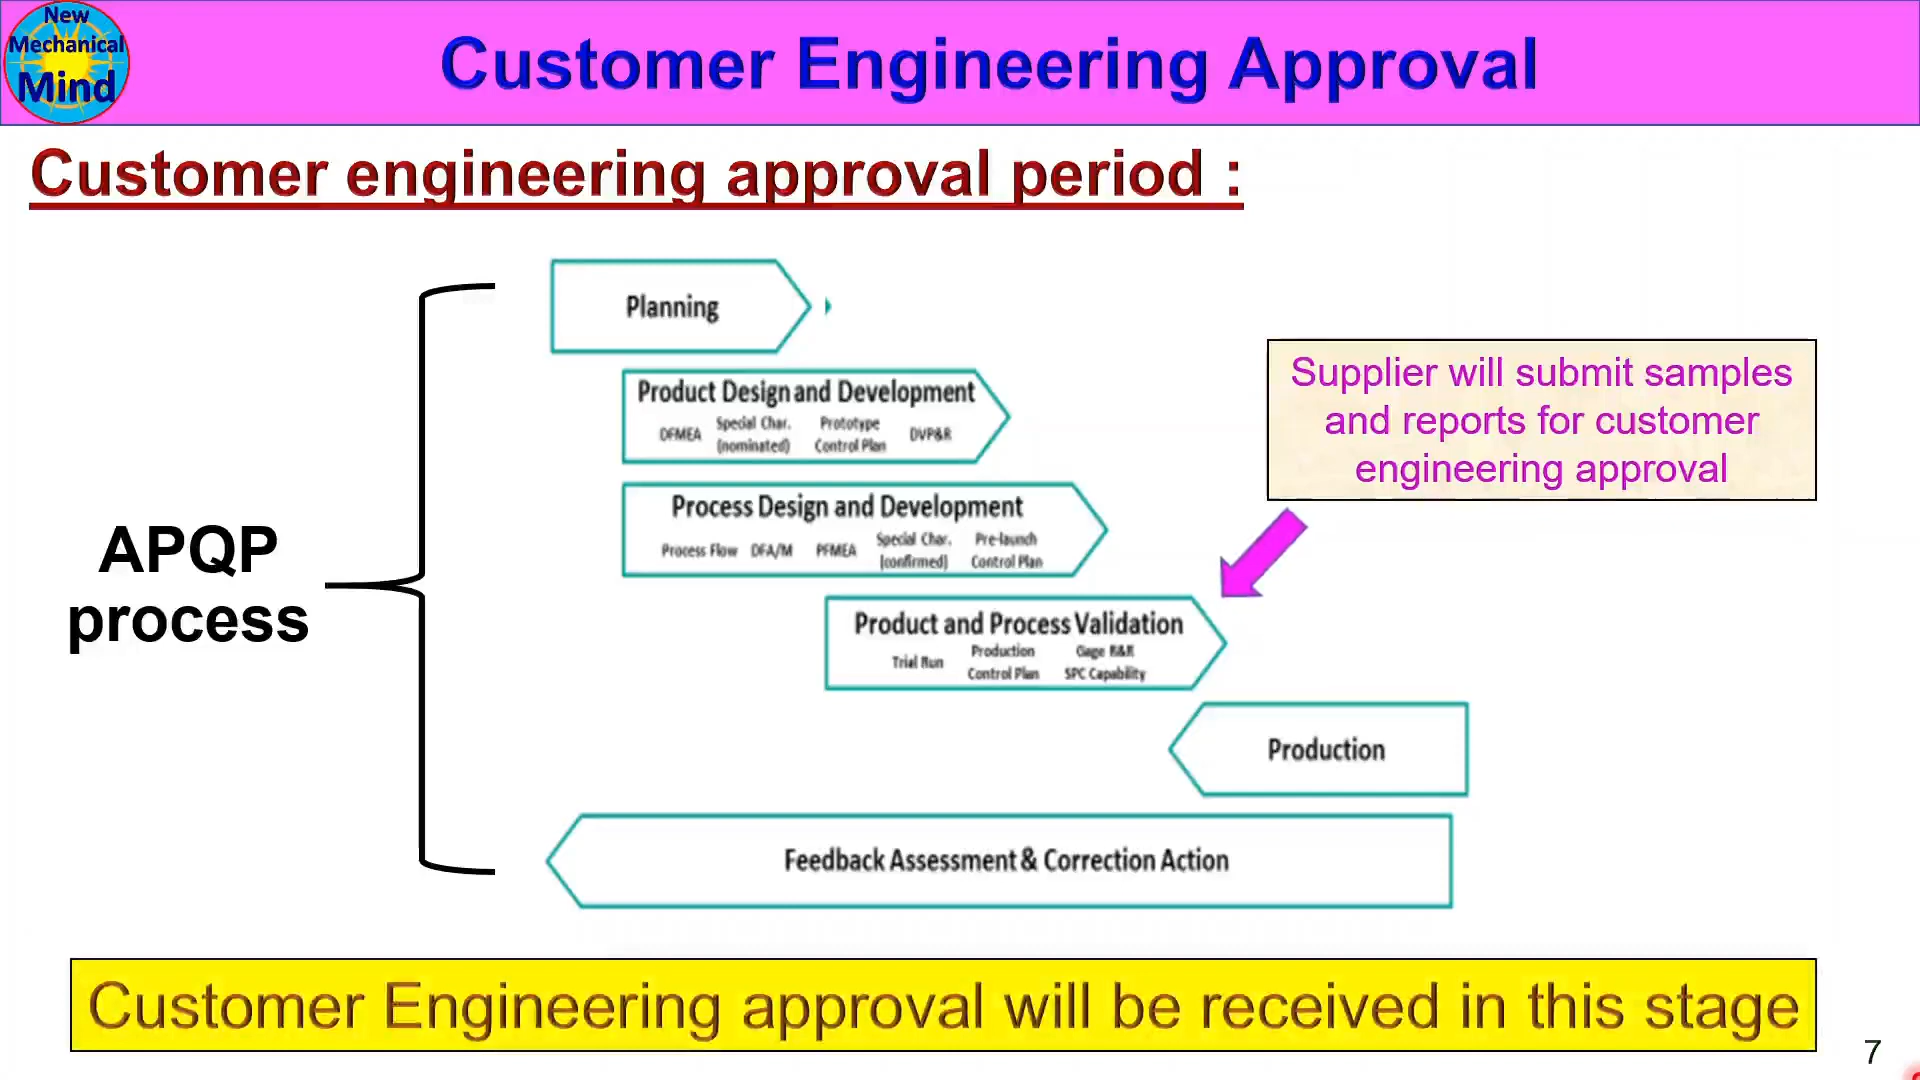 New
Mechanical
Mind
Customer Engineering Approval
Customer engineering approval period :
Planning
Product Design and Development
DFMEA
Special Char.
(nominated)
Prototype
Control Plan
DVP&R
Supplier will submit samples
and reports for customer
engineering approval
Process Design and Development
Process Flow
DFA/M
PFMEA
Special Char.
(confirmed)
Pre-launch
Control Plan
APQP
process
Product and Process Validation
Trial Run
Production
Control Plan
Gage R&R
SPC Capability
Production
Feedback Assessment & Correction Action
Customer Engineering approval will be received in this stage
7